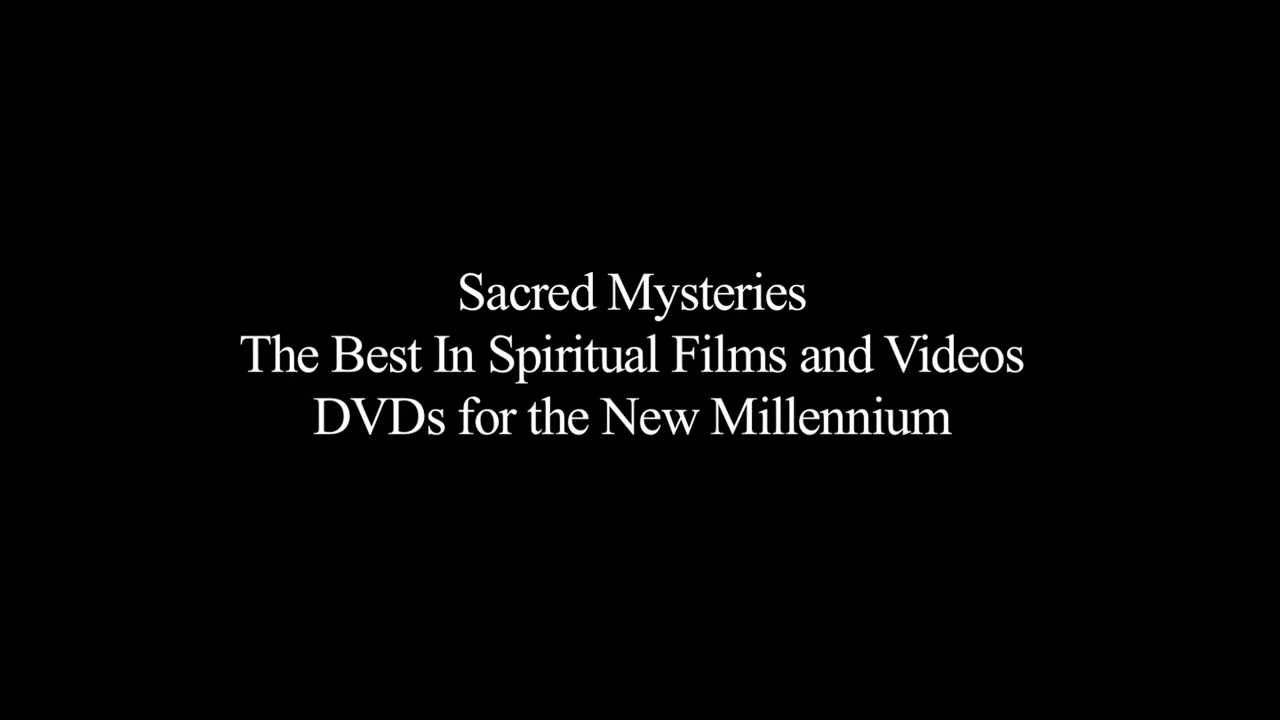 Sacred Mysteries
The Best In Spiritual Films and Videos
DVDs for the New Millennium